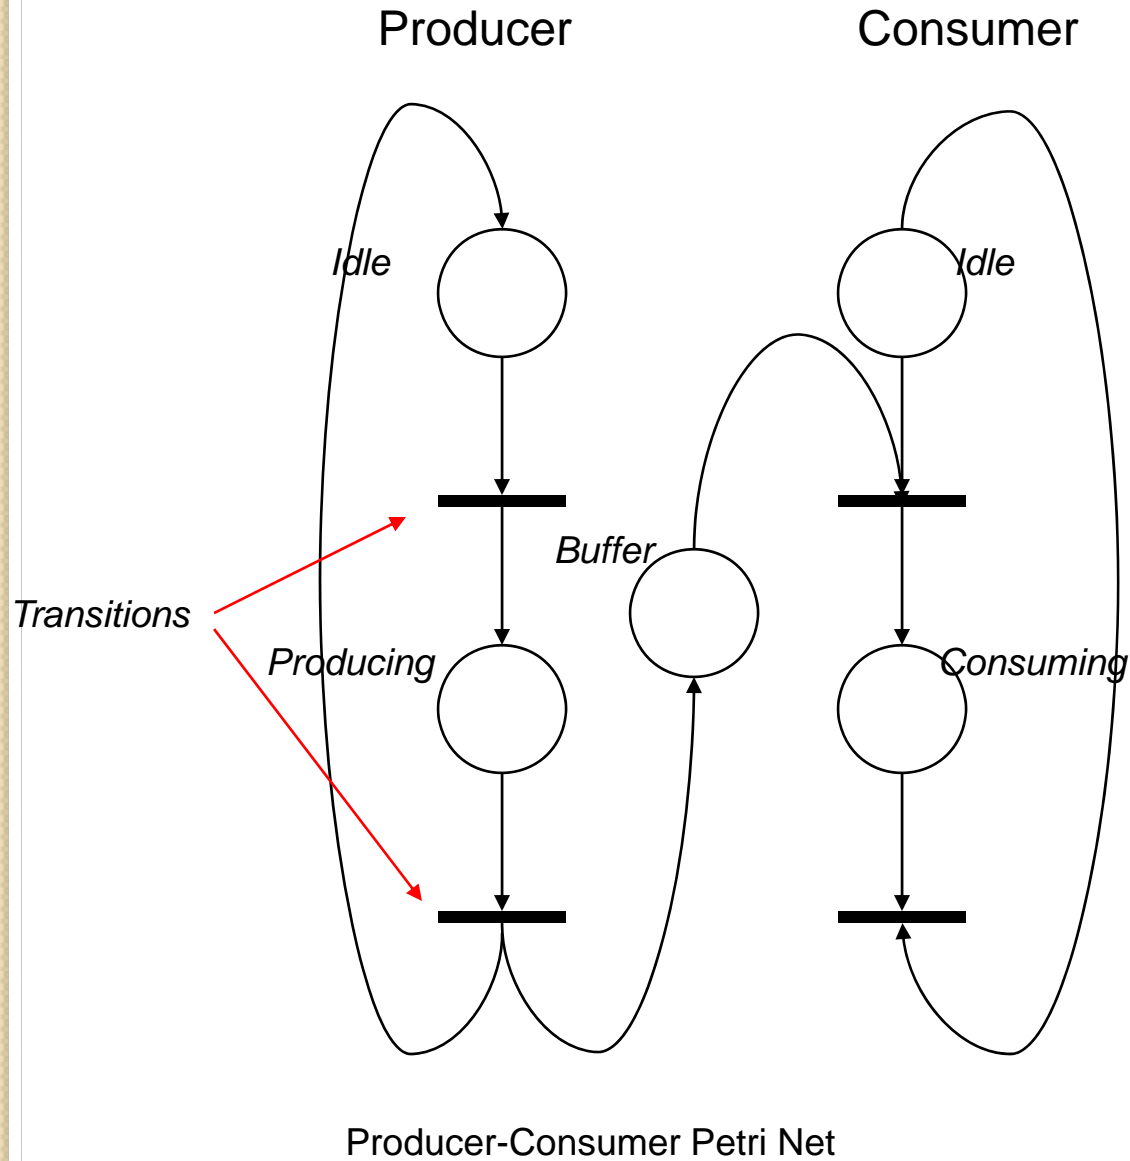 Producer
Consumer
Idle
Idle
Buffer
Transitions
Producing
Consuming
Producer-Consumer Petri Net